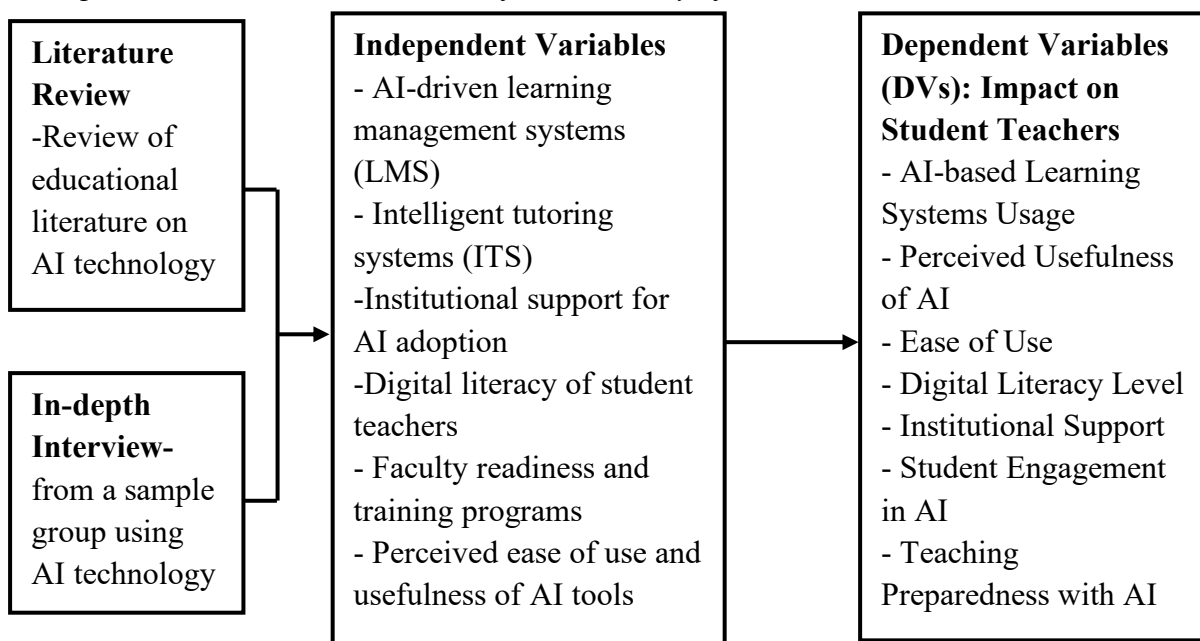 Literature
Review
-Review of
educational
literature on
AI technology
In-depth
Interview-
from a sample
group using
AI technology
Independent Variables
- AI-driven learning
management systems
(LMS)
- Intelligent tutoring
systems (ITS)
-Institutional support for
AI adoption
-Digital literacy of student
teachers
- Faculty readiness and
training programs
- Perceived ease of use and
usefulness of AI tools
Dependent Variables
(DVs): Impact on
Student Teachers
- AI-based Learning
Systems Usage
- Perceived Usefulness
of AI
- Ease of Use
- Digital Literacy Level
- Institutional Support
- Student Engagement
in AI
- Teaching
Preparedness with AI